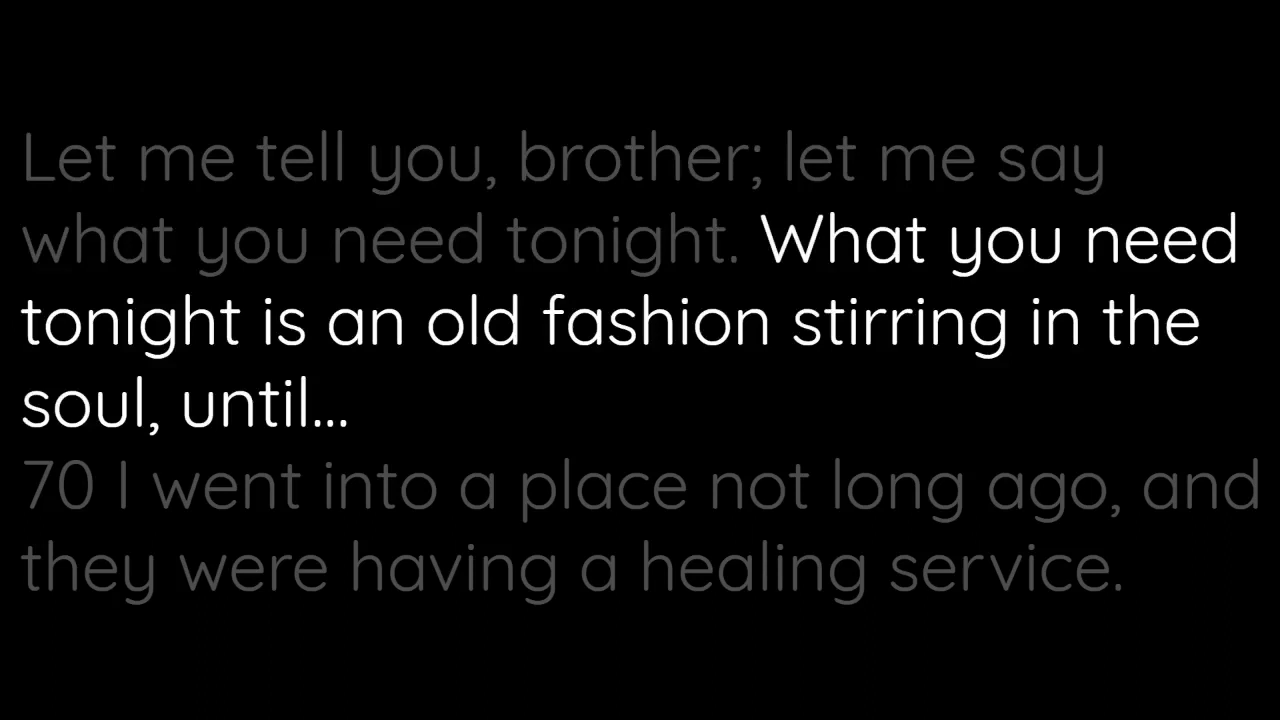 Let me tell you, brother; let me say
what you need tonight. What you need
tonight is an old fashion stirring in the
soul, until...
70 I went into a place not long ago, and
they were having a healing service.